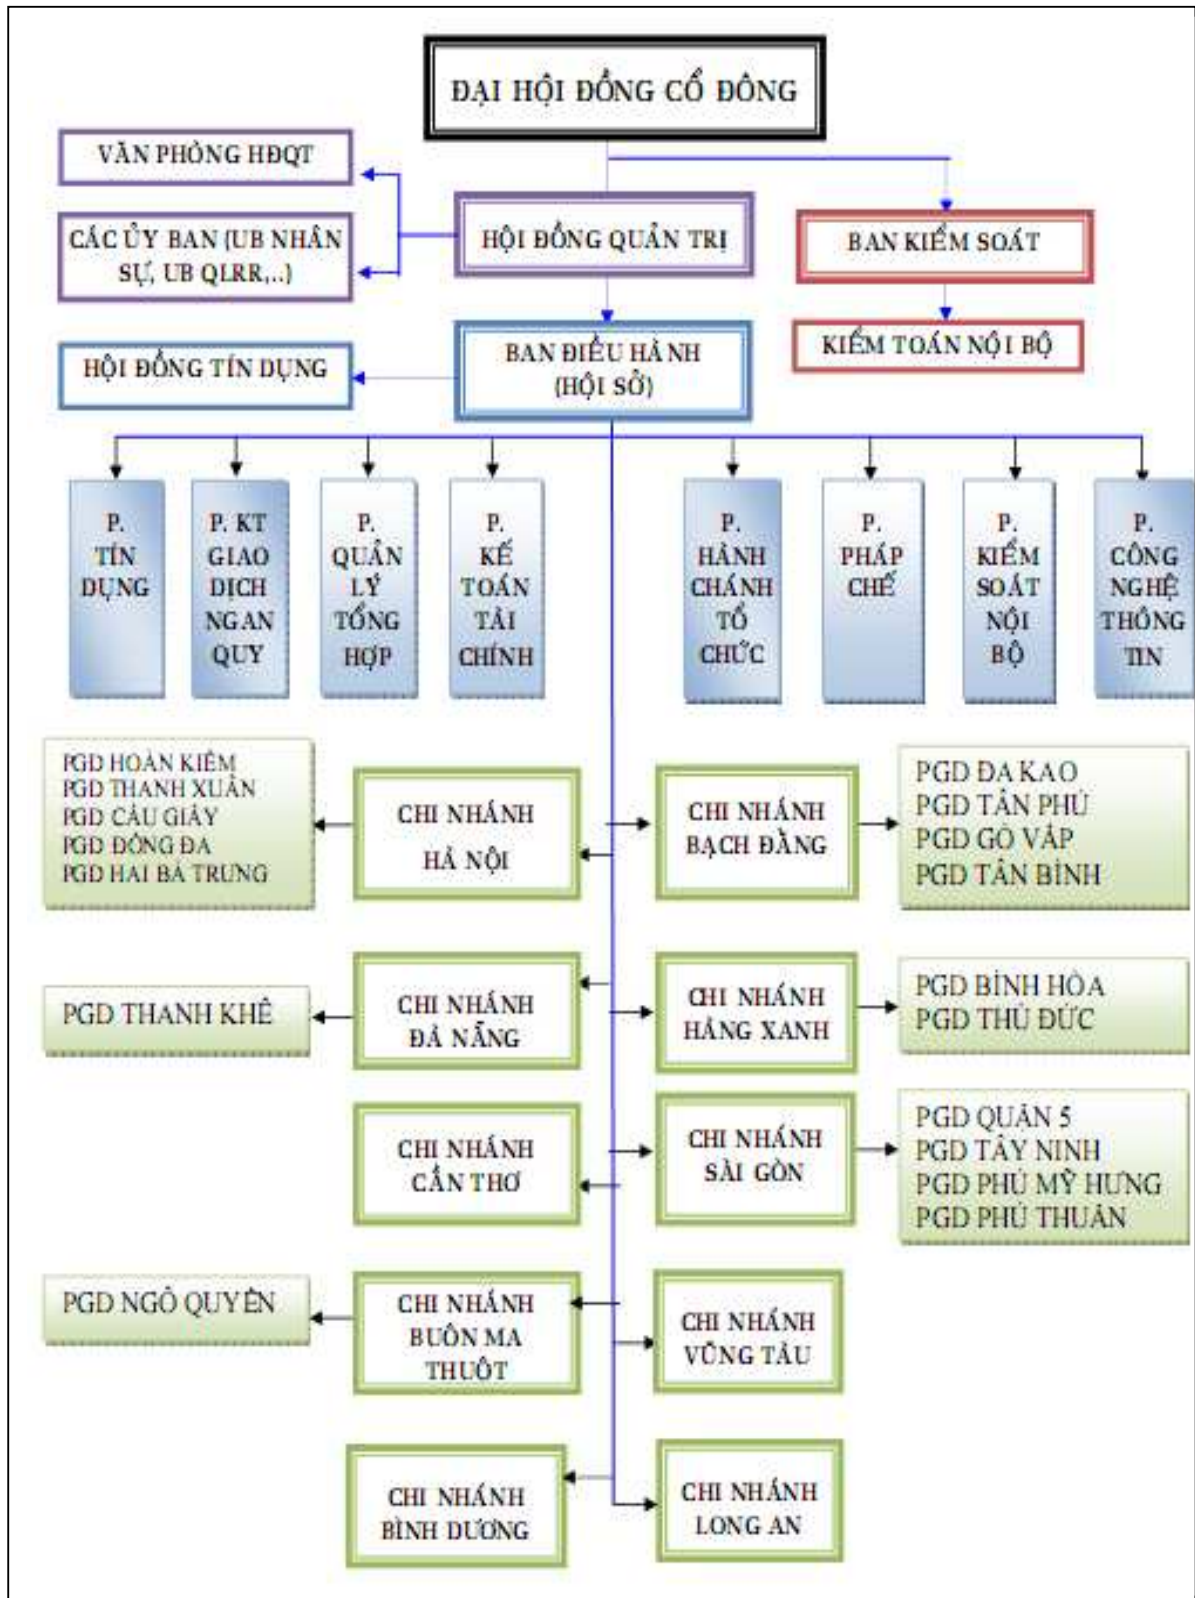 ĐẠI HỘI ĐỒNG CỔ ĐÔNG
VĂN PHÒNG HĐQT
CÁC ỦY BAN (UB NHÂN
SỰ, UB QLRR,..)
HỘI ĐỒNG QUẢN TRỊ
BAN KIỂM SOÁT
HỘI ĐỒNG TÍN DỤNG
BAN ĐIỀU HÀNH
(HỘI SỞ)
KIỂM TOÁN NỘI BỘ
P.
TÍN
DỤNG
P. KT
GIAO
DỊCH
NGAN
QUY
P.
QUẢN
LÝ
TỔNG
HỢP
P.
KẾ
TOÁN
TÀI
CHÍNH
P.
HÀNH
CHÁNH
TỔ
CHỨC
P.
PHÁP
CHẾ
P.
KIỂM
SOÁT
NỘI
BỘ
P.
CÔNG
NGHỆ
THÔNG
TIN
PGD HOÀN KIẾM
PGD THANH XUÂN
PGD CẦU GIẤY
PGD ĐỐNG ĐA
PGD HAI BÀ TRƯNG
CHI NHÁNH
HÀ NỘI
CHI NHÁNH
BẠCH ĐẰNG
PGD ĐA KAO
PGD TÂN PHÚ
PGD GÒ VẤP
PGD TÂN BÌNH
PGD THANH KHÊ
CHI NHÁNH
ĐÀ NẴNG
CHI NHÁNH
HÀNG XANH
PGD BÌNH HÒA
PGD THỦ ĐỨC
CHI NHÁNH
CẦN THƠ
CHI NHÁNH
SÀI GÒN
PGD QUẬN 5
PGD TÂY NINH
PGD PHÚ MỸ HƯNG
PGD PHÚ THUẬN
PGD NGÔ QUYỀN
CHI NHÁNH
BUÔN MA
THUỘT
CHI NHÁNH
VŨNG TÀU
CHI NHÁNH
BÌNH DƯƠNG
CHI NHÁNH
LONG AN